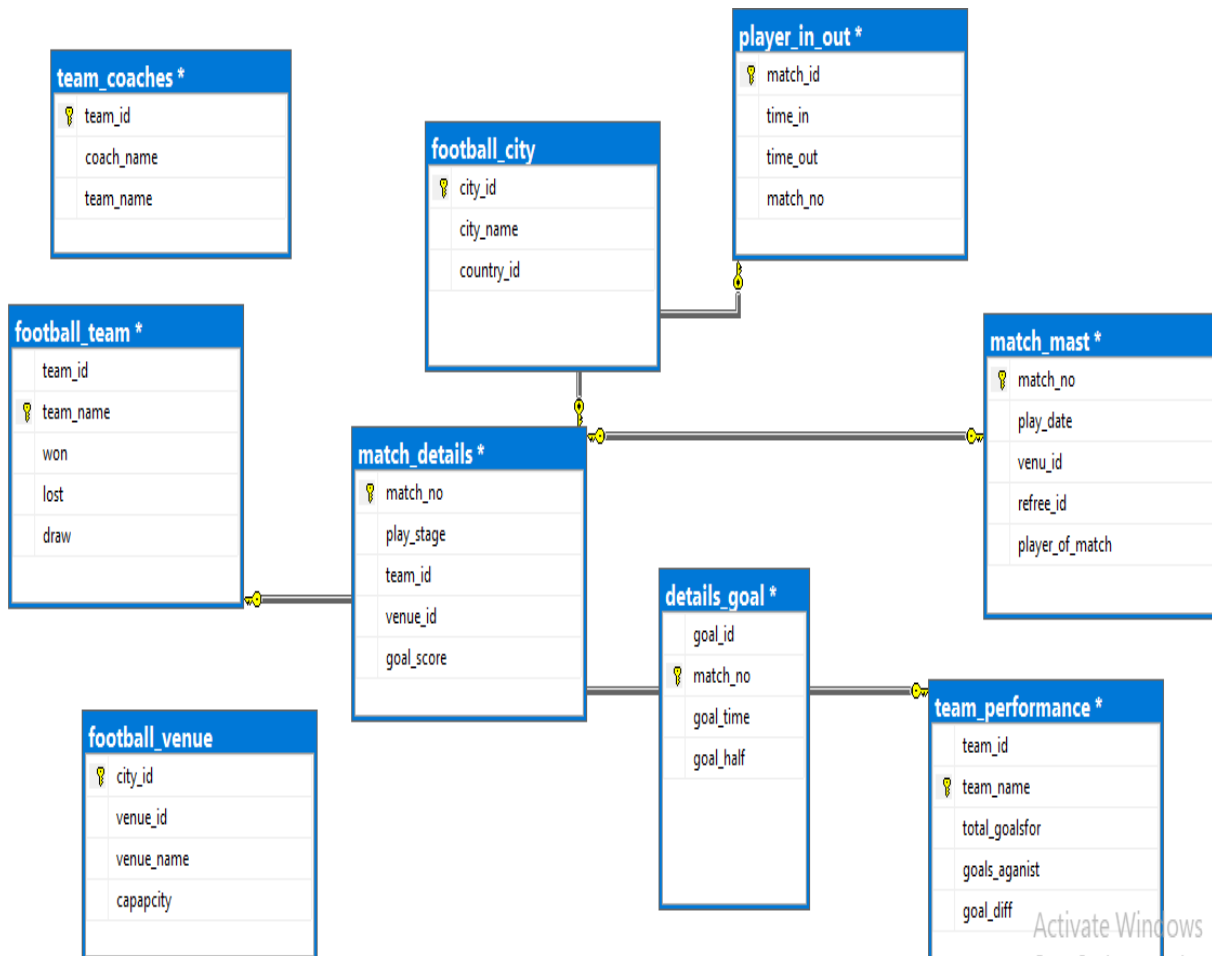 team_coaches *
team_id
coach_name
team_name
football_city
city_id
city_name
country_id
player_in_out *
match_id
time_in
time_out
match_no
football_team *
team_id
team_name
won
lost
draw
match_details *
match_no
play_stage
team_id
venue_id
goal_score
match_mast *
match_no
play_date
venu_id
refree_id
player_of_match
details_goal *
goal_id
match_no
goal_time
goal_half
football_venue
city_id
venue_id
venue_name
capapcity
team_performance *
team_id
team_name
total_goalsfor
goals_aganist
goal_diff
Activate Windows